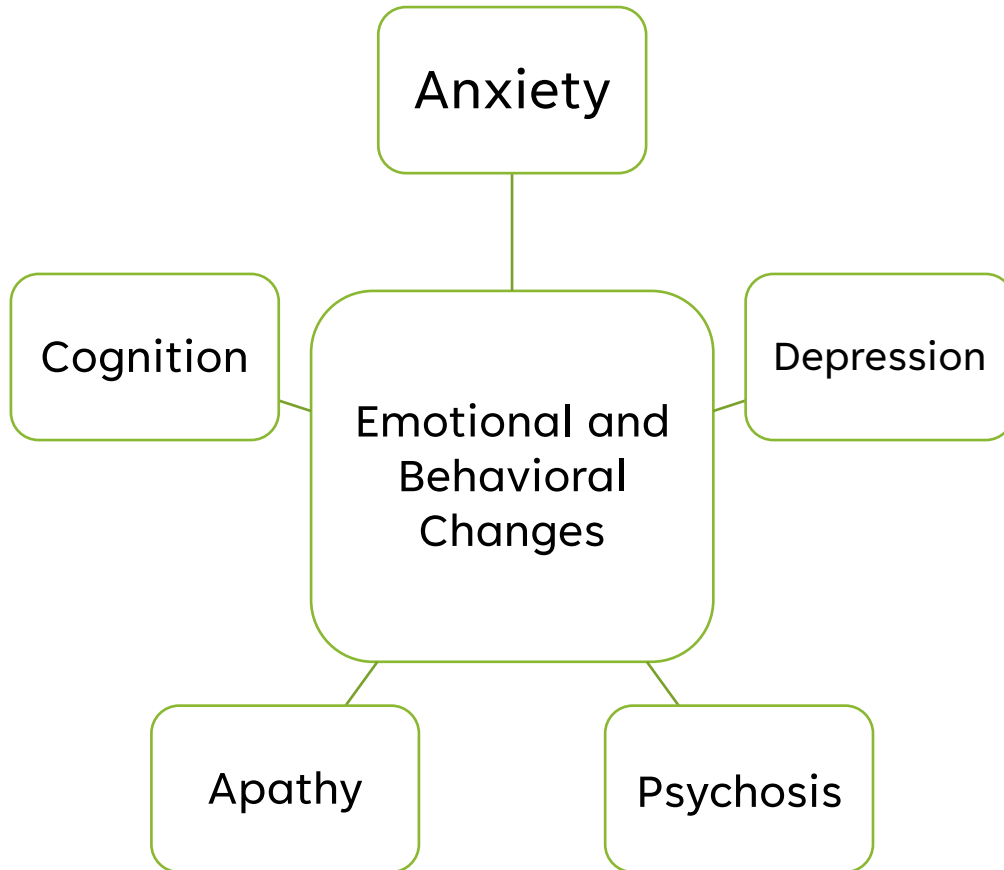 Anxiety
Cognition
Depression
Emotional and
Behavioral
Changes
Apathy
Psychosis